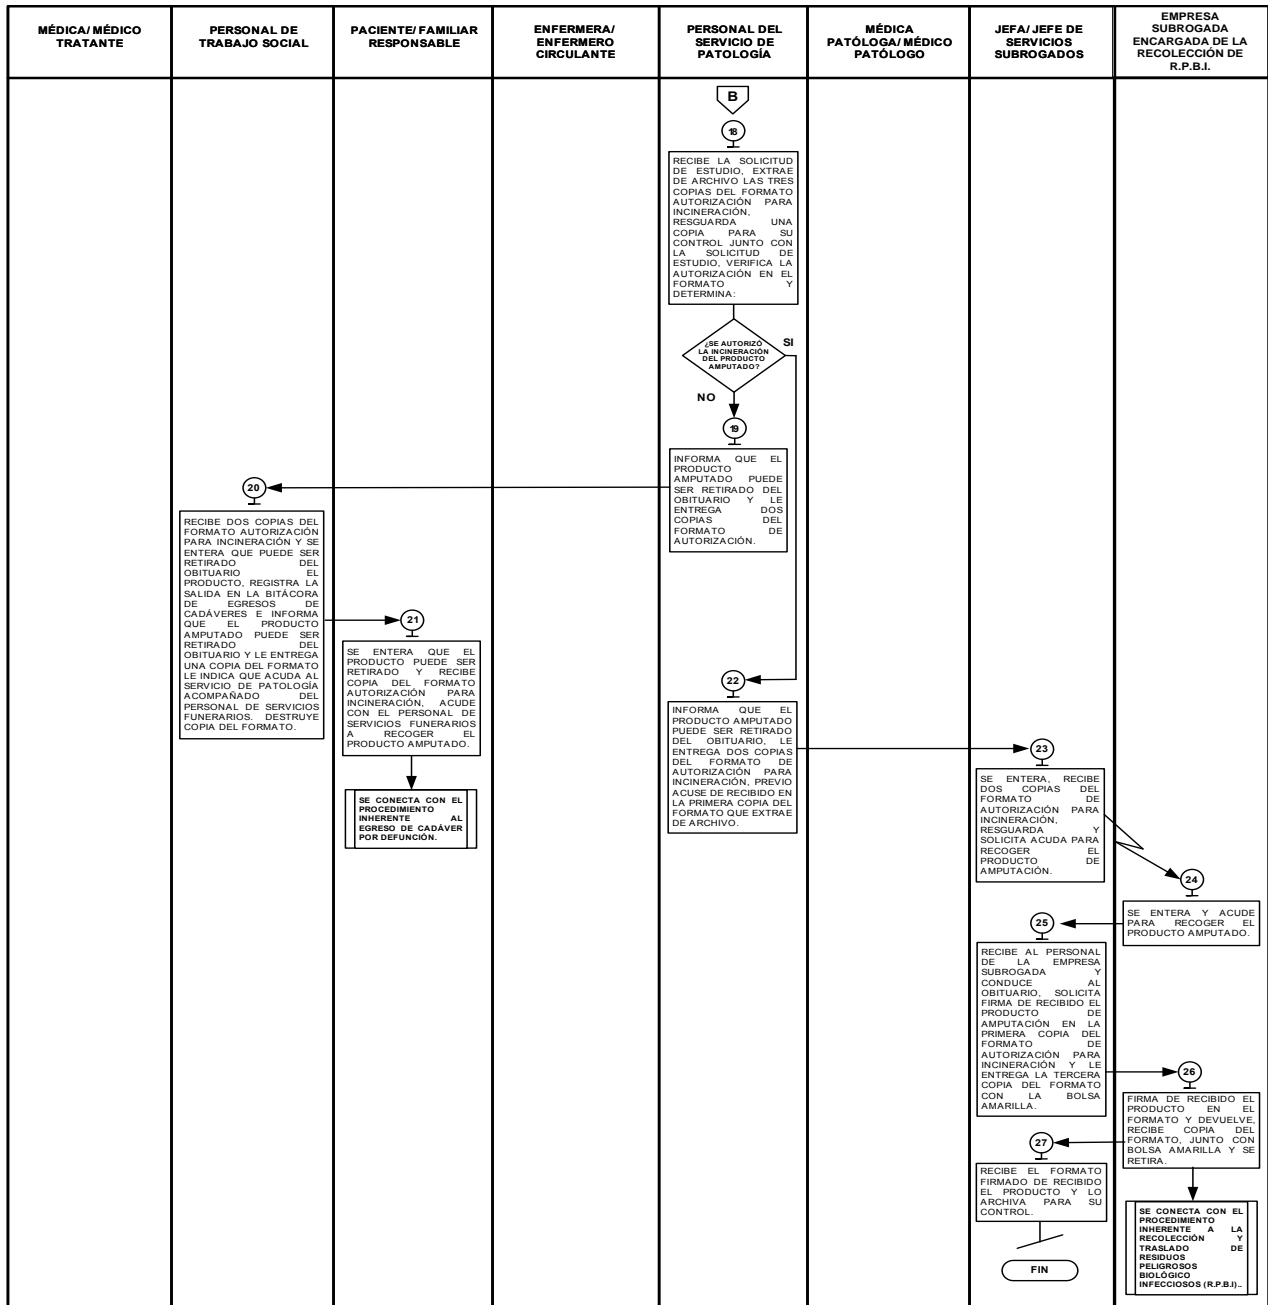 MÉDICA/ MÉDICO
TRATANTE
PERSONAL DE
TRABAJO SOCIAL
PACIENTE/ FAMILIAR
RESPONSABLE
ENFERMERA/
ENFERMERO
CIRCULANTE
PERSONAL DEL
SERVICIO DE
PATOLOGÍA
MÉDICA
PATÓLOGA/ MÉDICO
PATÓLOGO
JEFA/ JEFE DE
SERVICIOS
SUBROGADOS
EMPRESA
SUBROGADA
ENCARGADA DE LA
RECOLECCIÓN DE
R.P.B.I.
B
18
RECIBE LA SOLICITUD
DE ESTUDIO, EXTRAE
DE ARCHIVO LAS TRES
COPIAS DEL FORMATO
AUTORIZACIÓN PARA
INCINERACIÓN,
RESGUARDA UNA
COPIA PARA SU
CONTROL JUNTO CON
LA SOLICITUD DE
ESTUDIO, VERIFICA LA
AUTORIZACIÓN EN EL
FORMATO Y
DETERMINA:
¿SE AUTORIZÓ
LA INCINERACIÓN
DEL PRODUCTO
AMPUTADO?
SI
NO
19
INFORMA QUE EL
PRODUCTO
AMPUTADO PUEDE
SER RETIRADO DEL
OBITUARIO Y LE
ENTREGA DOS
COPIAS DEL
FORMATO DE
AUTORIZACIÓN.
20
RECIBE DOS COPIAS DEL
FORMATO AUTORIZACIÓN
PARA INCINERACIÓN Y SE
ENTERA QUE PUEDE SER
RETIRADO DEL
OBITUARIO EL
PRODUCTO, REGISTRA LA
SALIDA EN LA BITÁCORA
DE EGRESOS DE
CADÁVERES E INFORMA
QUE EL PRODUCTO
AMPUTADO PUEDE SER
RETIRADO DEL
OBITUARIO Y LE ENTREGA
UNA COPIA DEL FORMATO
LE INDICA QUE ACUDA AL
SERVICIO DE PATOLOGÍA
ACOMPAÑADO DEL
PERSONAL DE SERVICIOS
FUNERARIOS. DESTRUYE
COPIA DEL FORMATO.
21
SE ENTERA QUE EL
PRODUCTO PUEDE SER
RETIRADO Y RECIBE
COPIA DEL FORMATO
AUTORIZACIÓN PARA
INCINERACIÓN, ACUDE
CON EL PERSONAL DE
SERVICIOS FUNERARIOS
A RECOGER EL
PRODUCTO AMPUTADO.
SE CONECTA CON EL
PROCEDIMIENTO
INHERENTE AL
EGRESO DE CADÁVER
POR DEFUNCIÓN.
22
INFORMA QUE EL
PRODUCTO AMPUTADO
PUEDE SER RETIRADO
DEL OBITUARIO, LE
ENTREGA DOS COPIAS
DEL FORMATO DE
AUTORIZACIÓN PARA
INCINERACIÓN, PREVIO
ACUSE DE RECIBIDO EN
LA PRIMERA COPIA DEL
FORMATO QUE EXTRAE
DE ARCHIVO.
23
SE ENTERA, RECIBE
DOS COPIAS DEL
FORMATO DE
AUTORIZACIÓN PARA
INCINERACIÓN,
RESGUARDA Y
SOLICITA ACUDA PARA
RECOGER EL
PRODUCTO DE
AMPUTACIÓN.
24
SE ENTERA Y ACUDE
PARA RECOGER EL
PRODUCTO AMPUTADO.
25
RECIBE AL PERSONAL
DE LA EMPRESA
SUBROGADA Y
CONDUCE AL
OBITUARIO, SOLICITA
FIRMA DE RECIBIDO EL
PRODUCTO DE
AMPUTACIÓN EN LA
PRIMERA COPIA DEL
FORMATO DE
AUTORIZACIÓN PARA
INCINERACIÓN Y LE
ENTREGA LA TERCERA
COPIA DEL FORMATO
CON LA BOLSA
AMARILLA.
26
FIRMA DE RECIBIDO EL
PRODUCTO EN EL
FORMATO Y DEVUELVE,
RECIBE COPIA DEL
FORMATO, JUNTO CON
BOLSA AMARILLA Y SE
RETIRA.
27
RECIBE EL FORMATO
FIRMADO DE RECIBIDO
EL PRODUCTO Y LO
ARCHIVA PARA SU
CONTROL.
FIN
SE CONECTA CON EL
PROCEDIMIENTO
INHERENTE A LA
RECOLECCIÓN Y
TRASLADO DE
RESIDUOS
PELIGROSOS
BIOLÓGICO
INFECCIOSOS (R.P.B.I)..